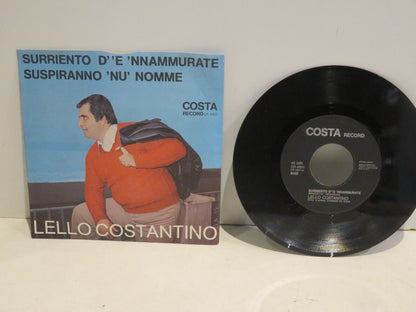 SURRIENTO D''E 'NNAMMURATE
SUSPIRANNO 'NU' NOMME
COSTA
RECORD
LELLO COSTANTINO
COSTA RECORD
SURRIENTO D''E 'NNAMMURATE
LELLO COSTANTINO